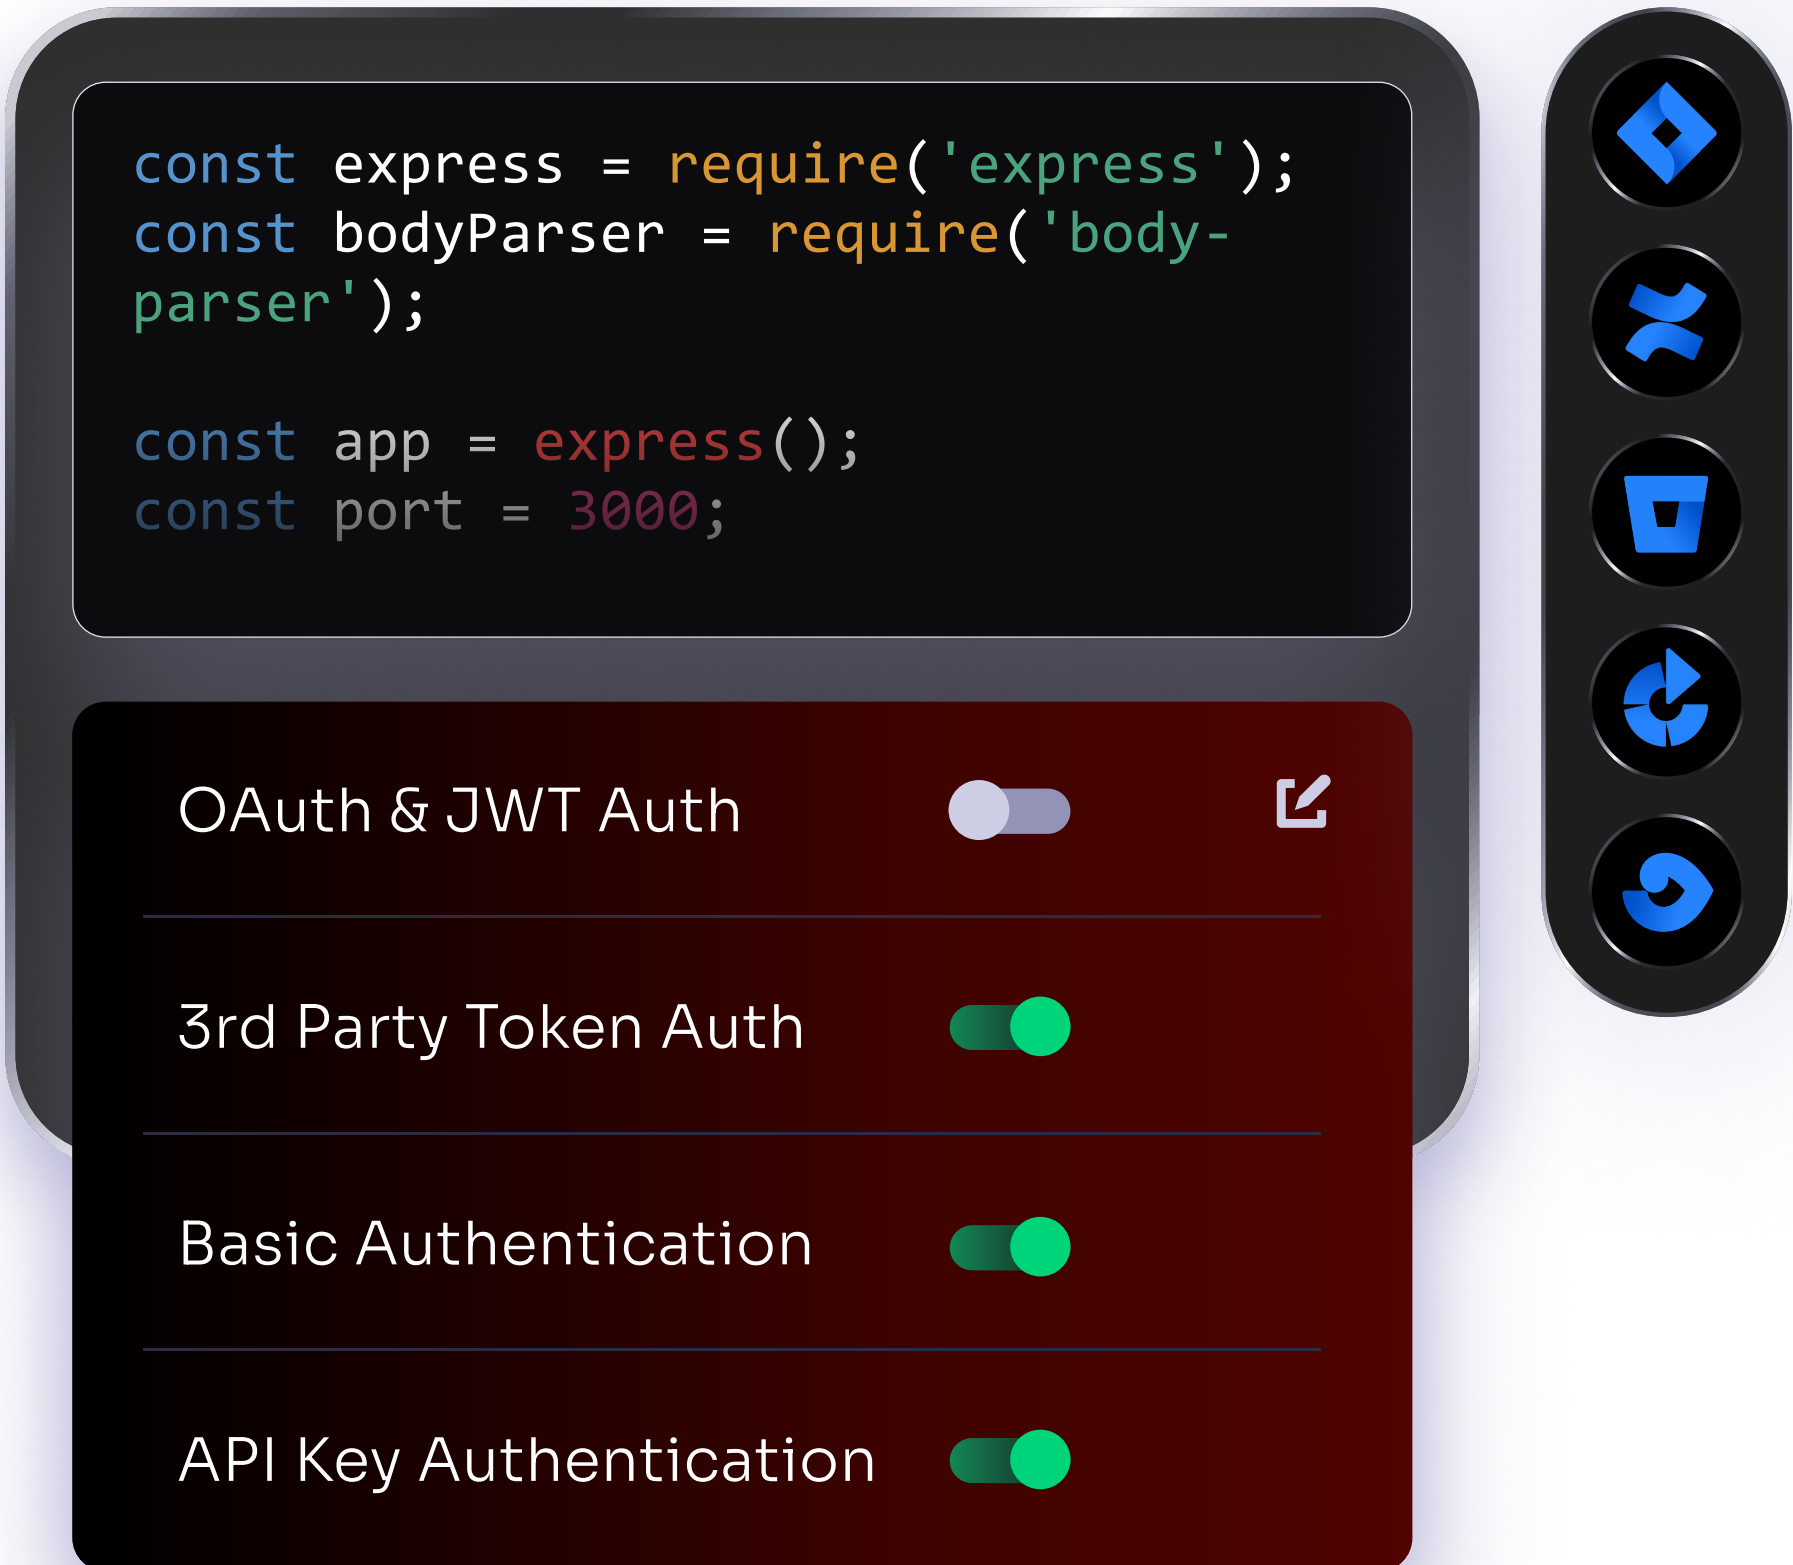 const express = require('express');
const bodyParser = require('body-
parser');
const app = express();
const port = 3000;
OAuth & JWT Auth
3rd Party Token Auth
Basic Authentication
API Key Authentication